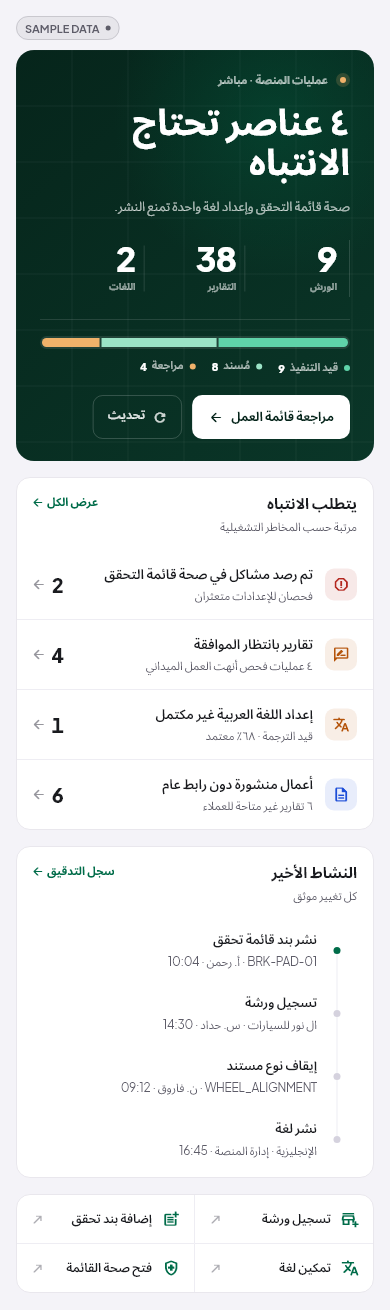 SAMPLE DATA
عمليات المنصة · مباشر
٤ عناصر تحتاج
الانتباه
صحة قائمة التحقق وإعداد لغة واحدة تمنع النشر.
9 38 2
الورش التقارير اللغات
قيد التنفيذ 9 مُسند 8 مراجعة 4
مراجعة قائمة العمل ← تحديث
يتطلب الانتباه عرض الكل ←
مرتبة حسب المخاطر التشغيلية
تم رصد مشاكل في صحة قائمة التحقق 2 ←
فحصان للإعدادات متعثران
تقارير بانتظار الموافقة 4 ←
٤ عمليات فحص أنهت العمل الميداني
إعداد اللغة العربية غير مكتمل 1 ←
قيد الترجمة · ٦٨٪ معتمد
أعمال منشورة دون رابط عام 6 ←
٦ تقارير غير متاحة للعملاء
النشاط الأخير سجل التدقيق ←
كل تغيير موثق
نشر بند قائمة تحقق
BRK-PAD-01 · أ. رحمن · 10:04
تسجيل ورشة
ال نور للسيارات · س. حداد · 14:30
إيقاف نوع مستند
WHEEL_ALIGNMENT · ن. فاروق · 09:12
نشر لغة
الإنجليزية · إدارة المنصة · 16:45
تسجيل ورشة ↗ إضافة بند تحقق ↗
تمكين لغة ↗ فتح صحة القائمة ↗